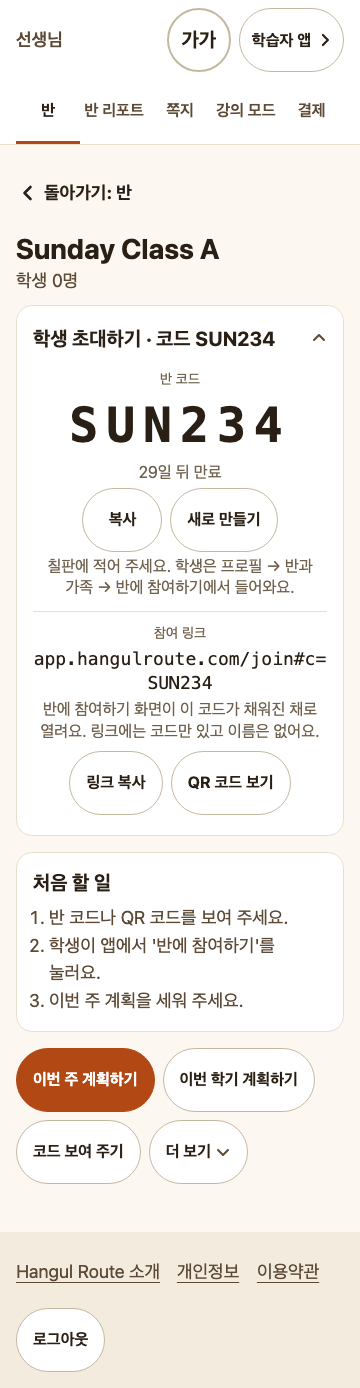 선생님
가가
학습자 앱
반
반 리포트
쪽지
강의 모드
결제
돌아가기: 반
Sunday Class A
학생 0명
학생 초대하기 · 코드 SUN234
반 코드
SUN234
29일 뒤 만료
복사
새로 만들기
칠판에 적어 주세요. 학생은 프로필 → 반과
가족 → 반에 참여하기에서 들어와요.
참여 링크
app.hangulroute.com/join#c=
SUN234
반에 참여하기 화면이 이 코드가 채워진 채로
열려요. 링크에는 코드만 있고 이름은 없어요.
링크 복사
QR 코드 보기
처음 할 일
1. 반 코드나 QR 코드를 보여 주세요.
2. 학생이 앱에서 '반에 참여하기'를
눌러요.
3. 이번 주 계획을 세워 주세요.
이번 주 계획하기
이번 학기 계획하기
코드 보여 주기
더 보기
Hangul Route 소개
개인정보
이용약관
로그아웃